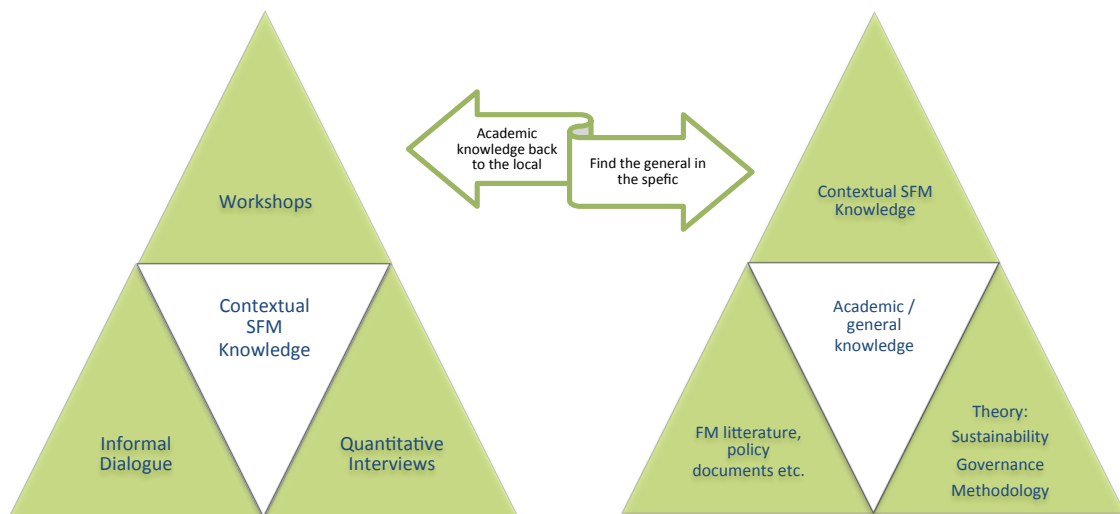 Workshops
Contextual
SFM
Knowledge
Informal
Dialogue
Quantitative
Interviews
Academic
knowledge back
to the local
Find the general in
the spefic
Contextual SFM
Knowledge
Academic /
general
knowledge
FM litterature,
policy
documents etc.
Theory:
Sustainability
Governance
Methodology